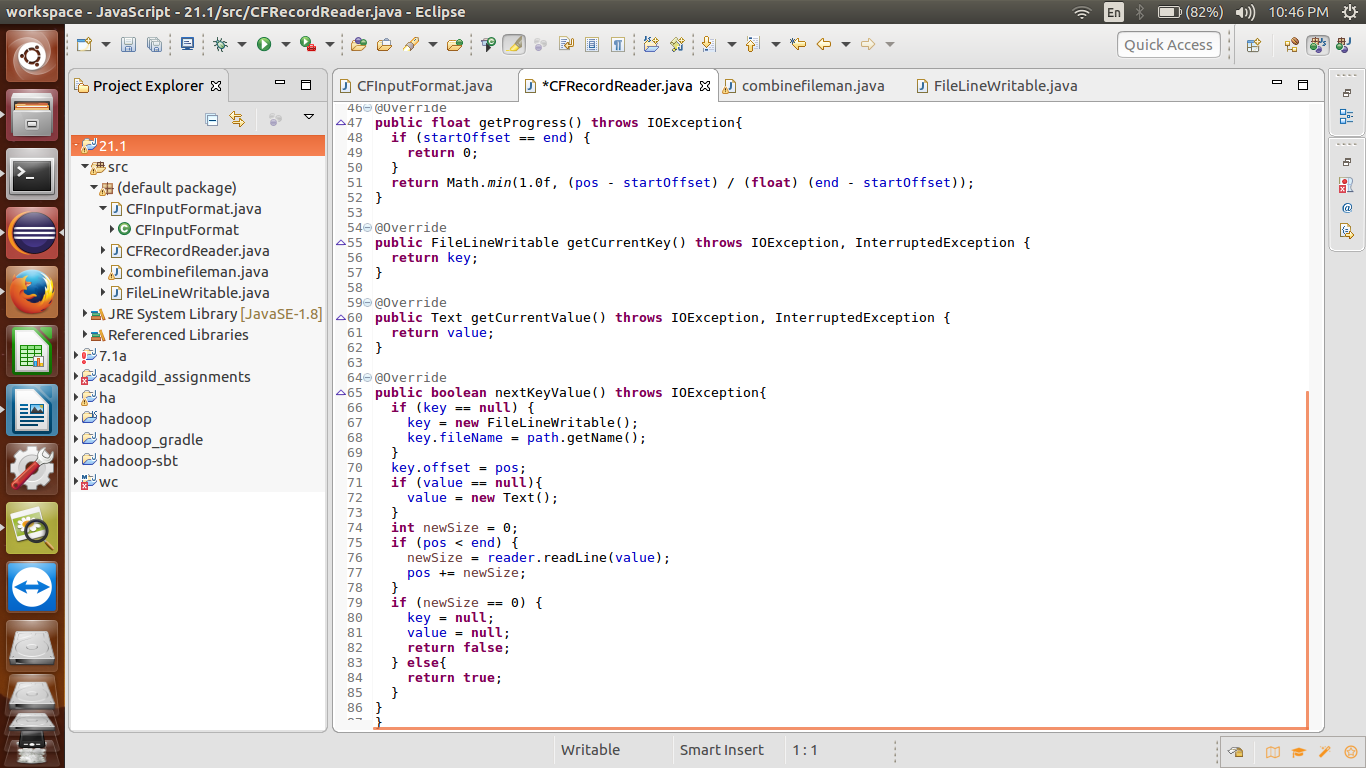 workspace - JavaScript - 21.1/src/CFRecordReader.java - Eclipse
En
(82%)
10:46 PM
Quick Access
Project Explorer
CFInputFormat.java
*CFRecordReader.java
combinefileman.java
FileLineWritable.java
21.1
src
(default package)
CFInputFormat.java
CFInputFormat
CFRecordReader.java
combinefileman.java
FileLineWritable.java
JRE System Library [JavaSE-1.8]
Referenced Libraries
7.1a
acadgild_assignments
ha
hadoop
hadoop_gradle
hadoop-sbt
wc
46 @Override
47 public float getProgress() throws IOException{
48 if (startOffset == end) {
49 return 0;
50 }
51 return Math.min(1.0f, (pos - startOffset) / (float) (end - startOffset));
52 }
53
54 @Override
55 public FileLineWritable getCurrentKey() throws IOException, InterruptedException {
56 return key;
57 }
58
59 @Override
60 public Text getCurrentValue() throws IOException, InterruptedException {
61 return value;
62 }
63
64 @Override
65 public boolean nextKeyValue() throws IOException{
66 if (key == null) {
67 key = new FileLineWritable();
68 key.fileName = path.getName();
69 }
70 key.offset = pos;
71 if (value == null){
72 value = new Text();
73 }
74 int newSize = 0;
75 if (pos < end) {
76 newSize = reader.readLine(value);
77 pos += newSize;
78 }
79 if (newSize == 0) {
80 key = null;
81 value = null;
82 return false;
83 } else{
84 return true;
85 }
86 }
87 }
Writable
Smart Insert
1 : 1